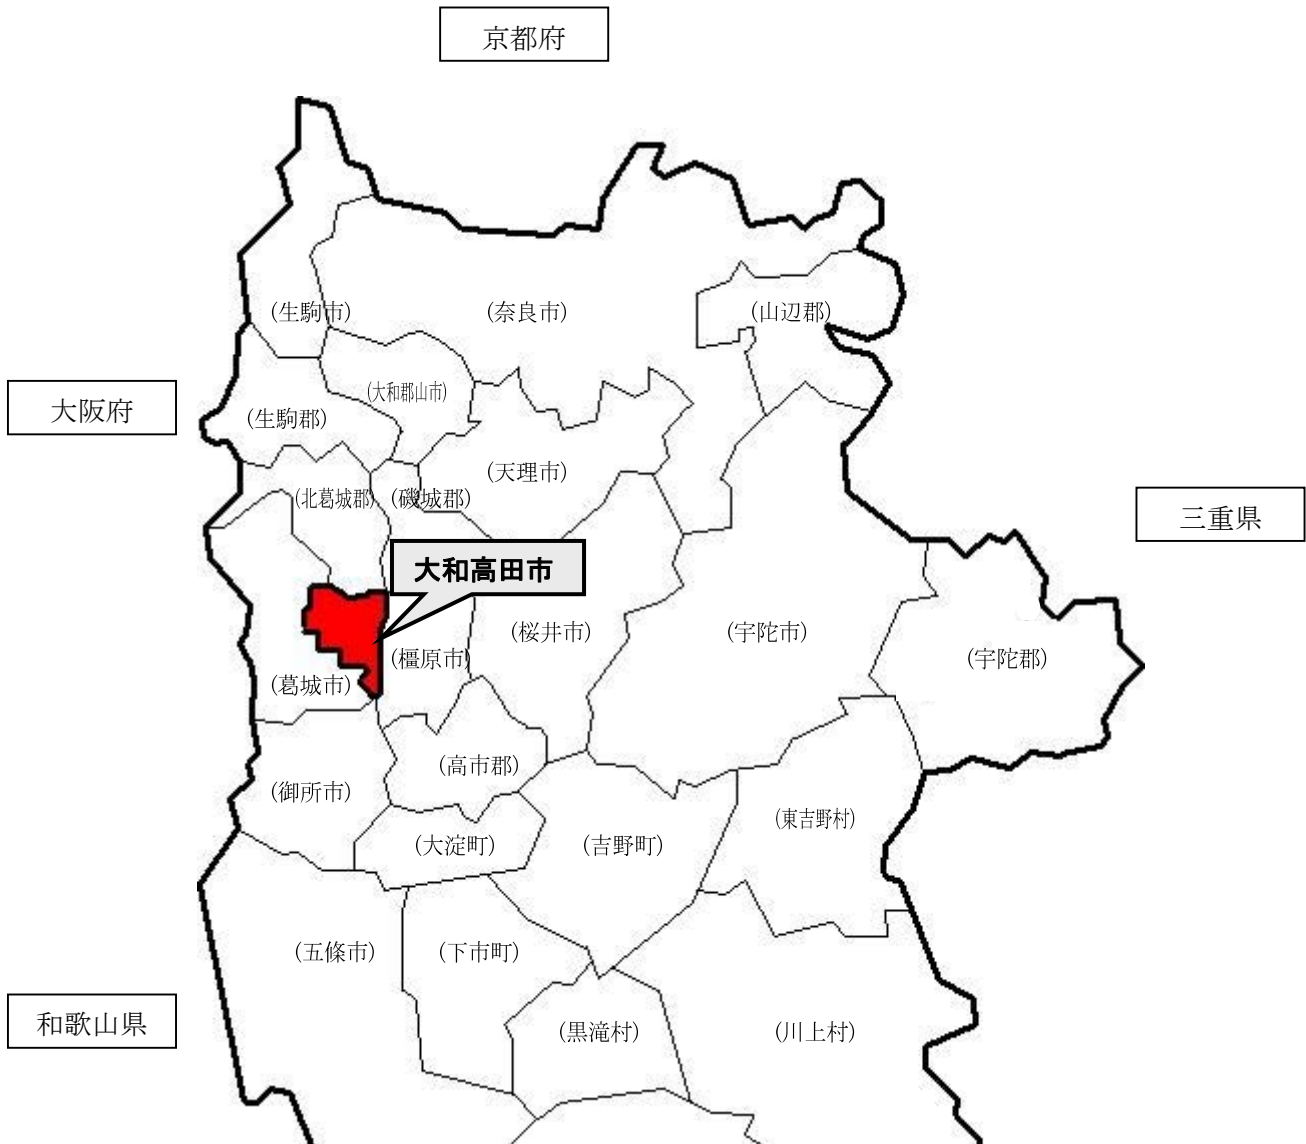 京都府
(生駒市)
(奈良市)
(山辺郡)
(大和郡山市)
大阪府
(生駒郡)
(天理市)
(北葛城郡)
(磯城郡)
三重県
大和高田市
(桜井市)
(宇陀市)
(橿原市)
(宇陀郡)
(葛城市)
(高市郡)
(御所市)
(東吉野村)
(大淀町)
(吉野町)
(五條市)
(下市町)
和歌山県
(黒滝村)
(川上村)